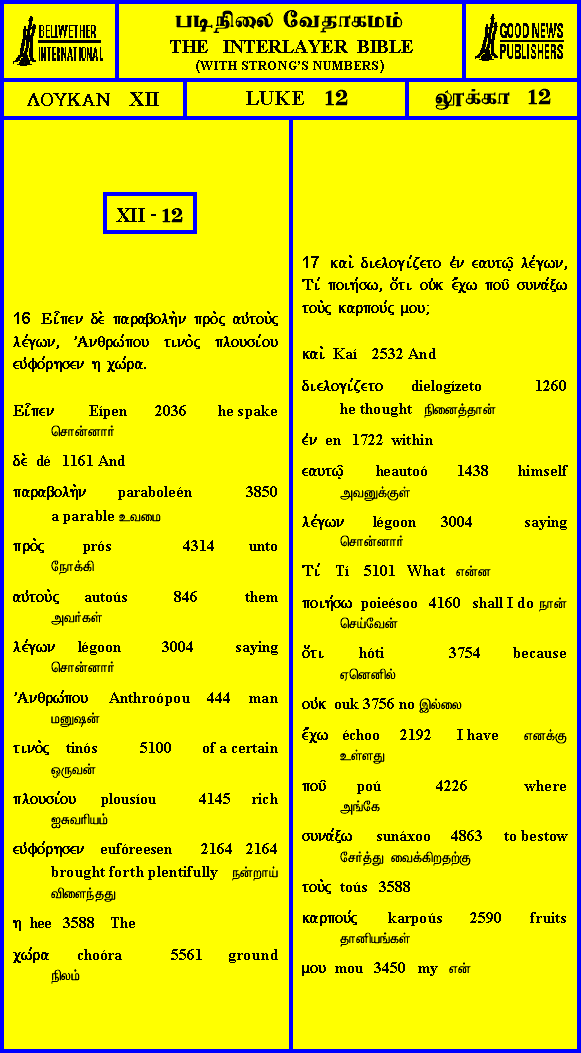 BELLWETHER
INTERNATIONAL
படிநிலை வேதாகமம்
THE INTERLAYER BIBLE
(WITH STRONG'S NUMBERS)
GOOD NEWS
PUBLISHERS
ΛΟΥΚΑΝ XII
LUKE 12
லூக்கா 12
XII - 12
16 Εἶπεν δὲ παραβολὴν πρὸς αὐτοὺς
λέγων, Ἀνθρώπου τινὸς πλουσίου
εὐφόρησεν η χώρα.
Εἶπεν Eípen 2036 he spake
சொன்னார்
δὲ dé 1161 And
παραβολὴν paraboleén 3850
a parable உவமை
πρὸς prós 4314 unto
நோக்கி
αὐτοὺς autoús 846 them
அவர்கள்
λέγων légoon 3004 saying
சொன்னார்
Ἀνθρώπου Anthroópou 444 man
மனுஷன்
τινὸς tinós 5100 of a certain
ஒருவன்
πλουσίου plousíou 4145 rich
ஐசுவரியம்
εὐφόρησεν eufóreesen 2164 2164
brought forth plentifully நன்றாய்
விளைந்தது
η hee 3588 The
χώρα choóra 5561 ground
நிலம்
17 καὶ διελογίζετο ἐν εαυτῷ λέγων,
Τί ποιήσω, ὅτι οὐκ ἔχω ποῦ συνάξω
τοὺς καρπούς μου;
καὶ Kaí 2532 And
διελογίζετο dielogízeto 1260
he thought நினைத்தான்
ἐν en 1722 within
εαυτῷ heautoó 1438 himself
அவனுக்குள்
λέγων légoon 3004 saying
சொன்னார்
Τί Tí 5101 What என்ன
ποιήσω poieésoo 4160 shall I do நான்
செய்வேன்
ὅτι hóti 3754 because
ஏனெனில்
οὐκ ouk 3756 no இல்லை
ἔχω échoo 2192 I have எனக்கு
உள்ளது
ποῦ poú 4226 where
அங்கே
συνάξω sunáxoo 4863 to bestow
சேர்த்து வைக்கிறதற்கு
τοὺς toús 3588
καρπούς karpoús 2590 fruits
தானியங்கள்
μου mou 3450 my என்